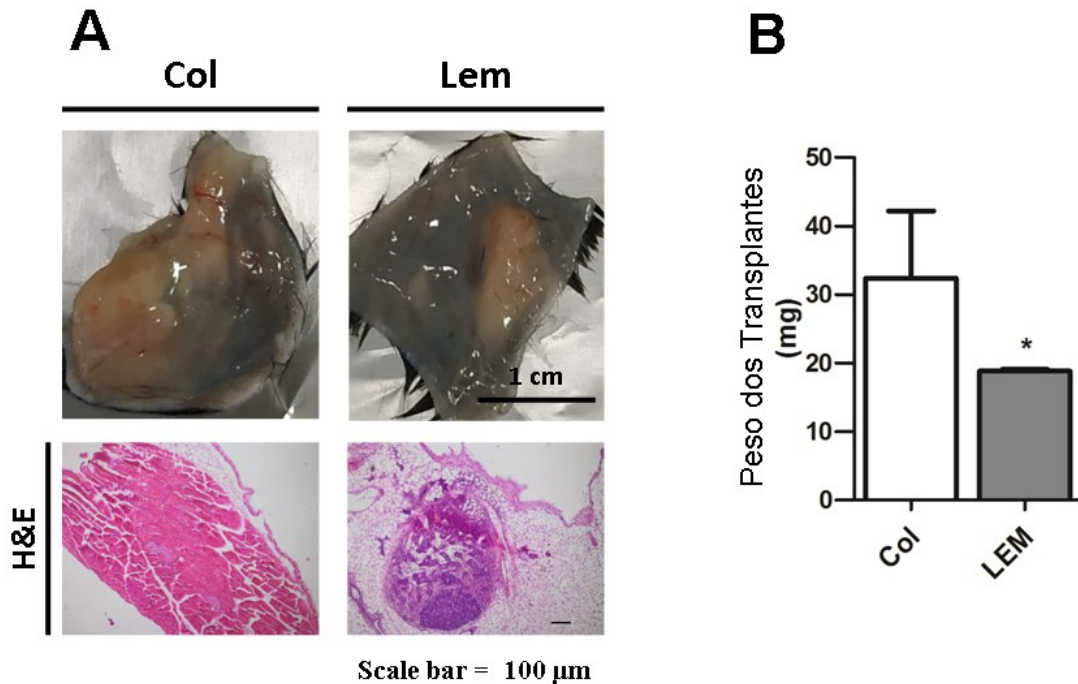 A
Col
Lem
1 cm
H&E
Scale bar = 100 µm
B
Peso dos Transplantes
(mg)
50
40
30
20
10
0
*
Col
LEM